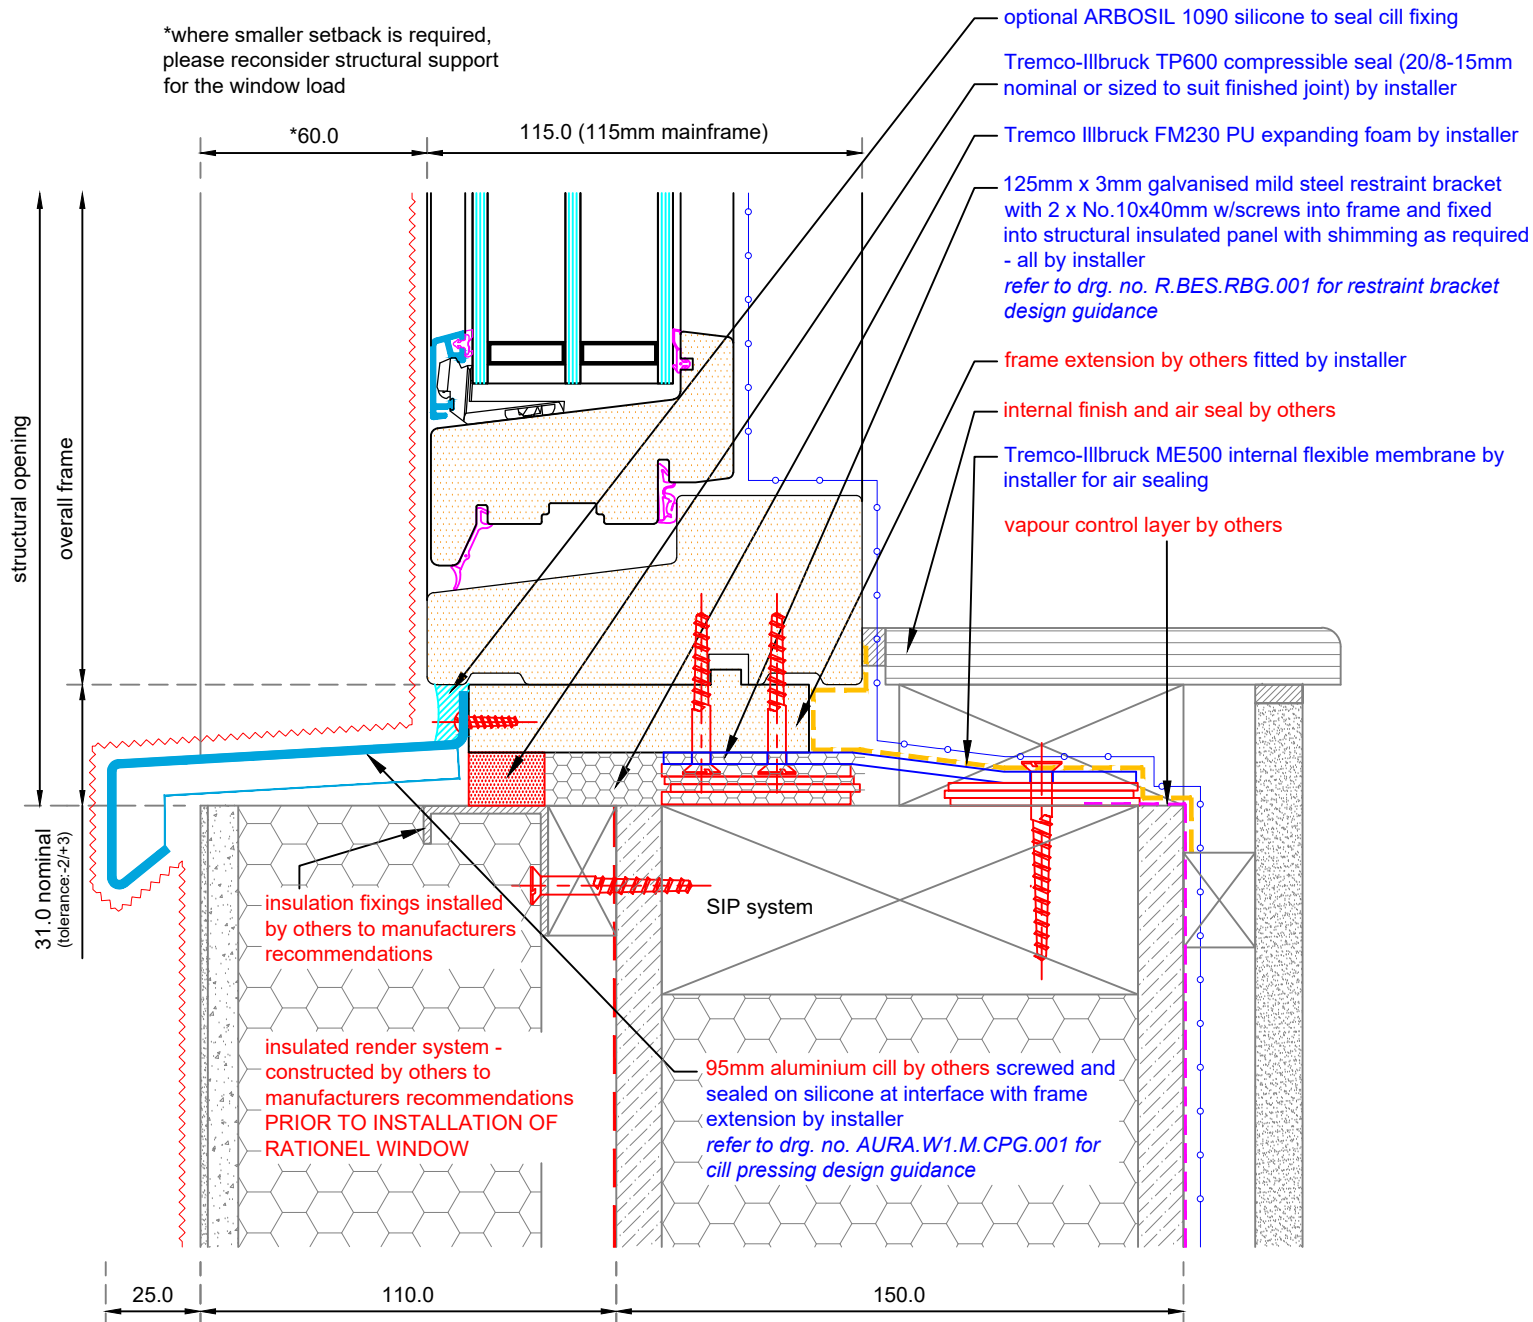 *where smaller setback is required,
please reconsider structural support
for the window load
*60.0
115.0 (115mm mainframe)
optional ARBOSIL 1090 silicone to seal cill fixing
Tremco-Illbruck TP600 compressible seal (20/8-15mm
nominal or sized to suit finished joint) by installer
Tremco Illbruck FM230 PU expanding foam by installer
125mm x 3mm galvanised mild steel restraint bracket
with 2 x No.10x40mm w/screws into frame and fixed
into structural insulated panel with shimming as required
- all by installer
refer to drg. no. R.BES.RBG.001 for restraint bracket
design guidance
frame extension by others fitted by installer
internal finish and air seal by others
Tremco-Illbruck ME500 internal flexible membrane by
installer for air sealing
vapour control layer by others
structural opening
overall frame
31.0 nominal
(tolerance:-2/+3)
insulation fixings installed
by others to manufacturers
recommendations
SIP system
insulated render system -
constructed by others to
manufacturers recommendations
PRIOR TO INSTALLATION OF
RATIONEL WINDOW
95mm aluminium cill by others screwed and
sealed on silicone at interface with frame
extension by installer
refer to drg. no. AURA.W1.M.CPG.001 for
cill pressing design guidance
25.0
110.0
150.0